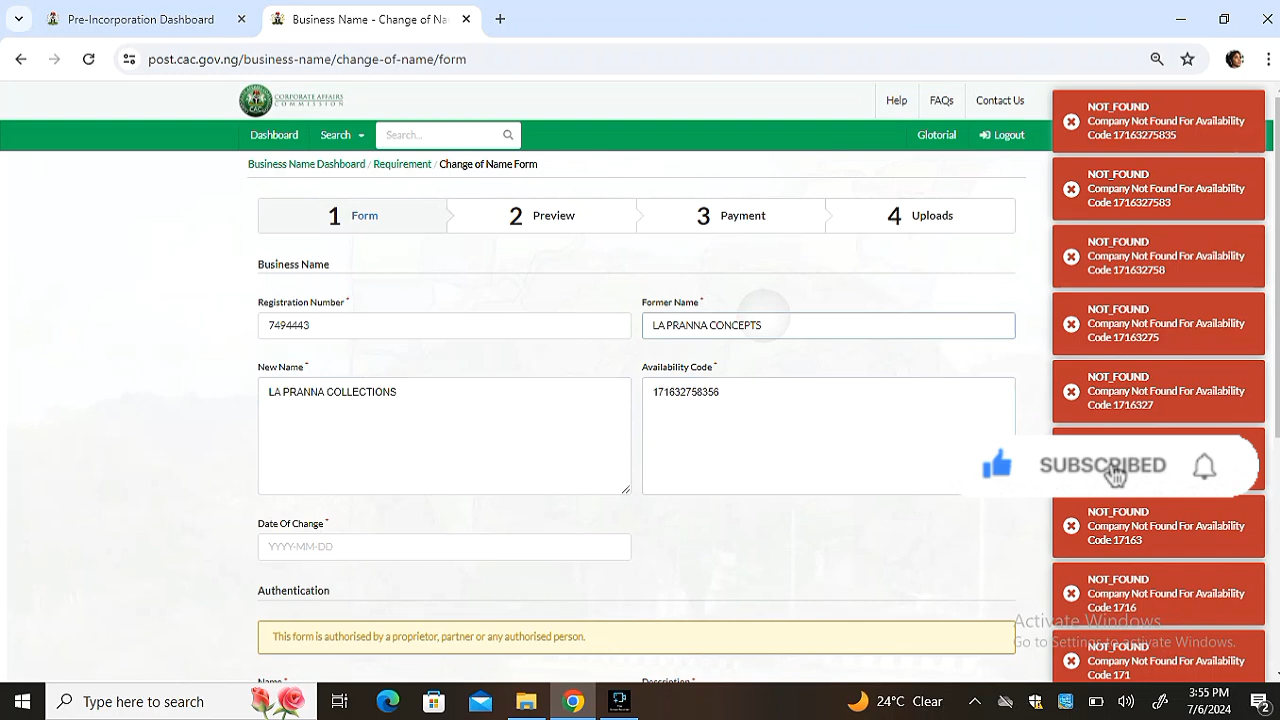 Pre-Incorporation Dashboard
Business Name - Change of Na
post.cac.gov.ng/business-name/change-of-name/form
CORPORATE AFFAIRS
COMMISSION
Help
FAQs
Contact Us
Dashboard
Search
Search...
Glotorial
Logout
Business Name Dashboard / Requirement / Change of Name Form
1 Form
2 Preview
3 Payment
4 Uploads
Business Name
Registration Number *
Former Name *
7494443
LA PRANNA CONCEPTS
New Name *
Availability Code *
LA PRANNA COLLECTIONS
171632758356
Date Of Change *
YYYY-MM-DD
Authentication
This form is authorised by a proprietor, partner or any authorised person.
Name *
Description *
NOT_FOUND
Company Not Found For Availability
Code 17163275835
NOT_FOUND
Company Not Found For Availability
Code 1716327583
NOT_FOUND
Company Not Found For Availability
Code 171632758
NOT_FOUND
Company Not Found For Availability
Code 17163275
NOT_FOUND
Company Not Found For Availability
Code 1716327
SUBSCRIBED
NOT_FOUND
Company Not Found For Availability
Code 17163
NOT_FOUND
Company Not Found For Availability
Code 1716
NOT_FOUND
Company Not Found For Availability
Code 171
Activate Windows
Go to Settings to activate Windows.
Type here to search
24°C Clear
3:55 PM
7/6/2024
2